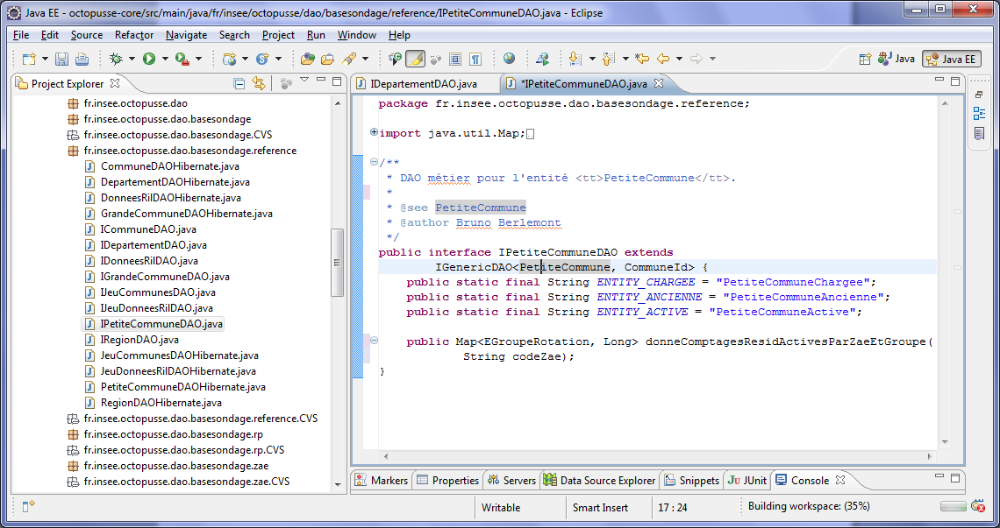 Java EE - octopusse-core/src/main/java/fr/insee/octopusse/dao/basesondage/reference/IPetiteCommuneDAO.java - Eclipse
File Edit Source Refactor Navigate Search Project Run Window Help
Java Java EE
Project Explorer
fr.insee.octopusse.dao
fr.insee.octopusse.dao.basesondage
fr.insee.octopusse.dao.basesondage.CVS
fr.insee.octopusse.dao.basesondage.reference
CommuneDAOHibernate.java
DepartementDAOHibernate.java
DonneesRilDAOHibernate.java
GrandeCommuneDAOHibernate.java
ICommuneDAO.java
IDepartementDAO.java
IDonneesRilDAO.java
IGrandeCommuneDAO.java
IJeuCommunesDAO.java
IJeuDonneesRilDAO.java
IPetiteCommuneDAO.java
IRegionDAO.java
JeuCommunesDAOHibernate.java
JeuDonneesRilDAOHibernate.java
PetiteCommuneDAOHibernate.java
RegionDAOHibernate.java
fr.insee.octopusse.dao.basesondage.reference.CVS
fr.insee.octopusse.dao.basesondage.rp
fr.insee.octopusse.dao.basesondage.rp.CVS
fr.insee.octopusse.dao.basesondage.zae
fr.insee.octopusse.dao.basesondage.zae.CVS
IDepartementDAO.java *IPetiteCommuneDAO.java
package fr.insee.octopusse.dao.basesondage.reference;
import java.util.Map;
/**
* DAO métier pour l'entité <tt>PetiteCommune</tt>.
*
* @see PetiteCommune
* @author Bruno Berlemont
*/
public interface IPetiteCommuneDAO extends
IGenericDAO<PetiteCommune, CommuneId> {
public static final String ENTITY_CHARGEE = "PetiteCommuneChargee";
public static final String ENTITY_ANCIENNE = "PetiteCommuneAncienne";
public static final String ENTITY_ACTIVE = "PetiteCommuneActive";
public Map<EGroupeRotation, Long> donneComptagesResidActivesParZaeEtGroupe(
String codeZae);
}
Markers Properties Servers Data Source Explorer Snippets JUnit Console
Writable Smart Insert 17 : 24 Building workspace: (35%)